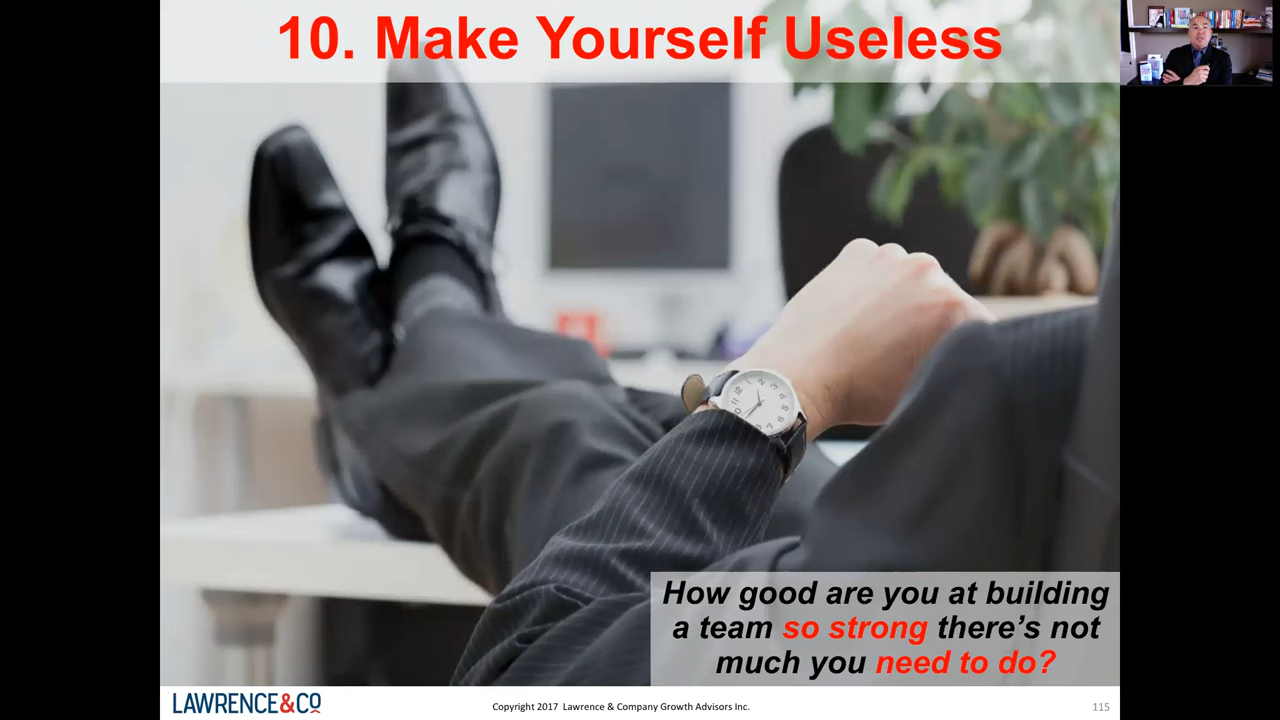 10. Make Yourself Useless
How good are you at building
a team so strong there's not
much you need to do?
LAWRENCE&CO
Copyright 2017 Lawrence & Company Growth Advisors Inc.
115